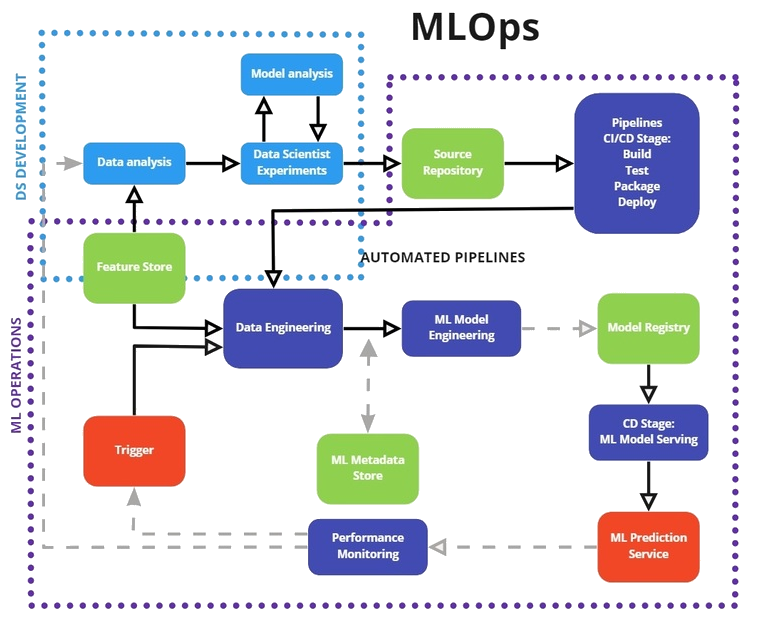 MLOps
DS DEVELOPMENT
Model analysis
Data analysis
Data Scientist
Experiments
Source
Repository
Pipelines
CI/CD Stage:
Build
Test
Package
Deploy
Feature Store
AUTOMATED PIPELINES
ML OPERATIONS
Data Engineering
ML Model
Engineering
Model Registry
Trigger
ML Metadata
Store
CD Stage:
ML Model Serving
Performance
Monitoring
ML Prediction
Service